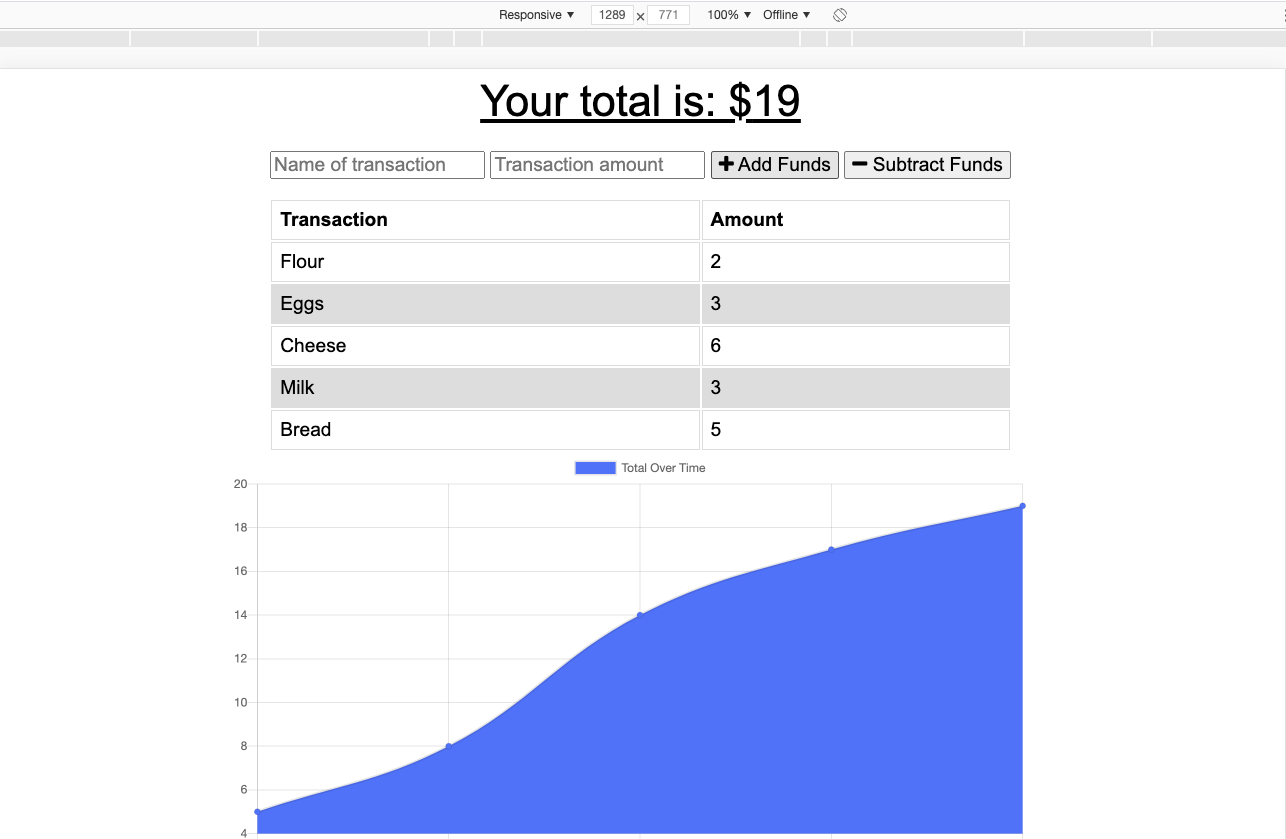 Responsive ▼ 1289 x 771 100% ▼ Offline ▼
Your total is: $19
Name of transaction Transaction amount + Add Funds − Subtract Funds
Transaction Amount
Flour 2
Eggs 3
Cheese 6
Milk 3
Bread 5
Total Over Time
20
18
16
14
12
10
8
6
4